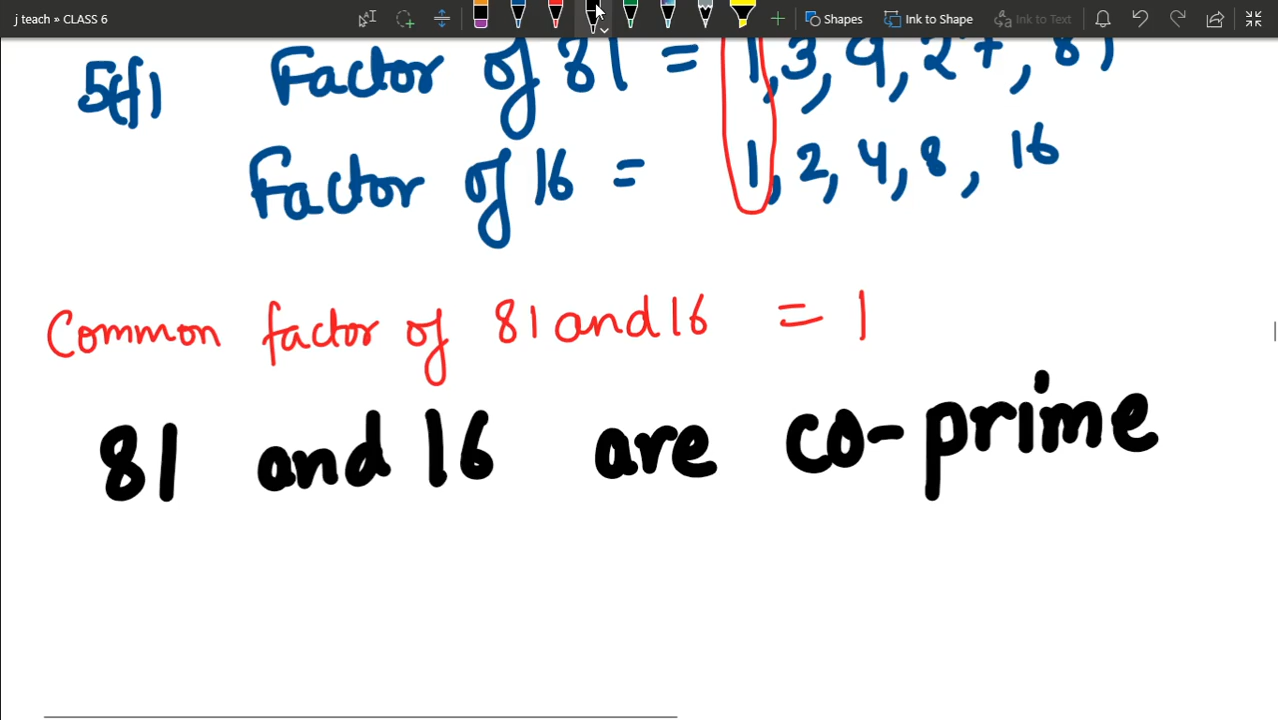 j teach » CLASS 6
Shapes Ink to Shape Ink to Text
5(f) Factor of 81 = 1, 3, 9, 27, 81
Factor of 16 = 1, 2, 4, 8, 16
Common factor of 81 and 16 = 1
81 and 16 are co-prime